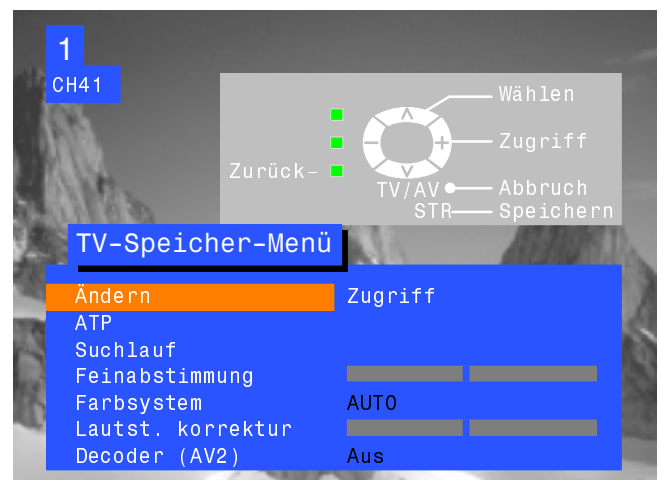 1
CH41
Wählen
Zugriff
Zurück–
TV/AV Abbruch
STR Speichern
TV–Speicher–Menü
Ändern Zugriff
ATP
Suchlauf
Feinabstimmung
Farbsystem AUTO
Lautst. korrektur
Decoder (AV2) Aus